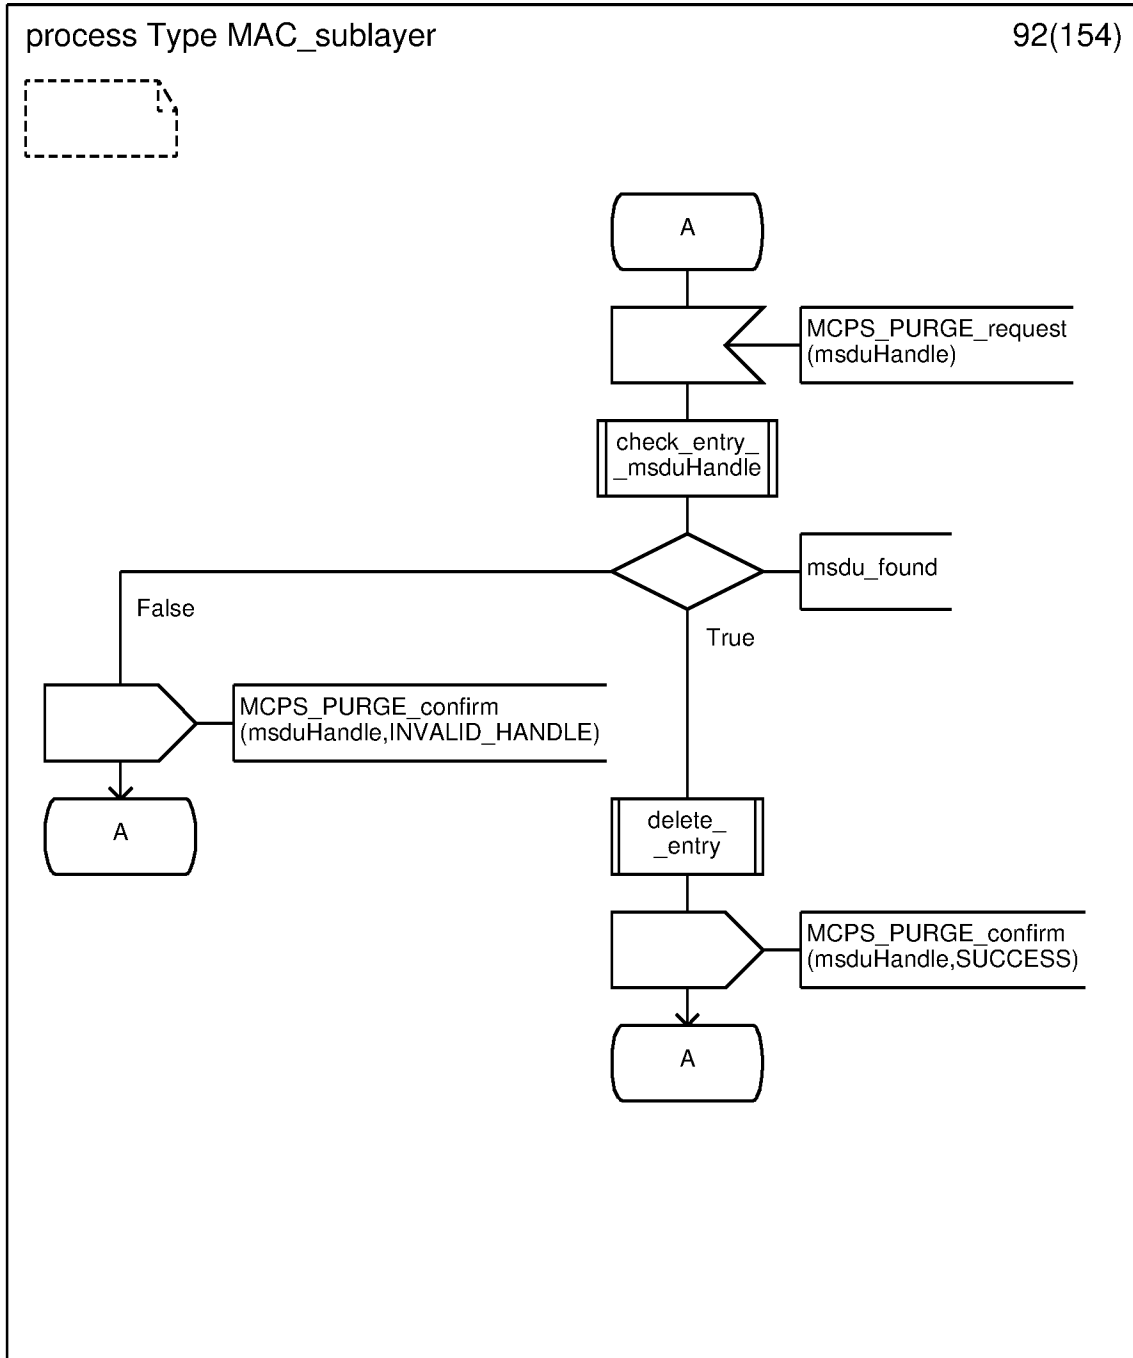 process Type MAC_sublayer
92(154)
A
MCPS_PURGE_request
(msduHandle)
check_entry_
_msduHandle
msdu_found
False
True
MCPS_PURGE_confirm
(msduHandle,INVALID_HANDLE)
A
delete_
_entry
MCPS_PURGE_confirm
(msduHandle,SUCCESS)
A